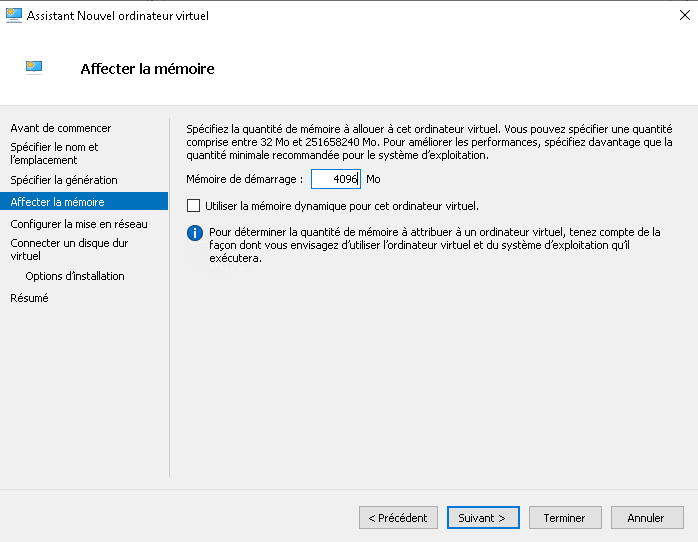 Assistant Nouvel ordinateur virtuel
Affecter la mémoire
Avant de commencer
Spécifier le nom et
l'emplacement
Spécifier la génération
Affecter la mémoire
Configurer la mise en réseau
Connecter un disque dur
virtuel
Options d'installation
Résumé
Spécifiez la quantité de mémoire à allouer à cet ordinateur virtuel. Vous pouvez spécifier une quantité
comprise entre 32 Mo et 251658240 Mo. Pour améliorer les performances, spécifiez davantage que la
quantité minimale recommandée pour le système d'exploitation.
Mémoire de démarrage : 4096 Mo
Utiliser la mémoire dynamique pour cet ordinateur virtuel.
Pour déterminer la quantité de mémoire à attribuer à un ordinateur virtuel, tenez compte de la
façon dont vous envisagez d'utiliser l'ordinateur virtuel et du système d'exploitation qu'il
exécutera.
< Précédent Suivant > Terminer Annuler